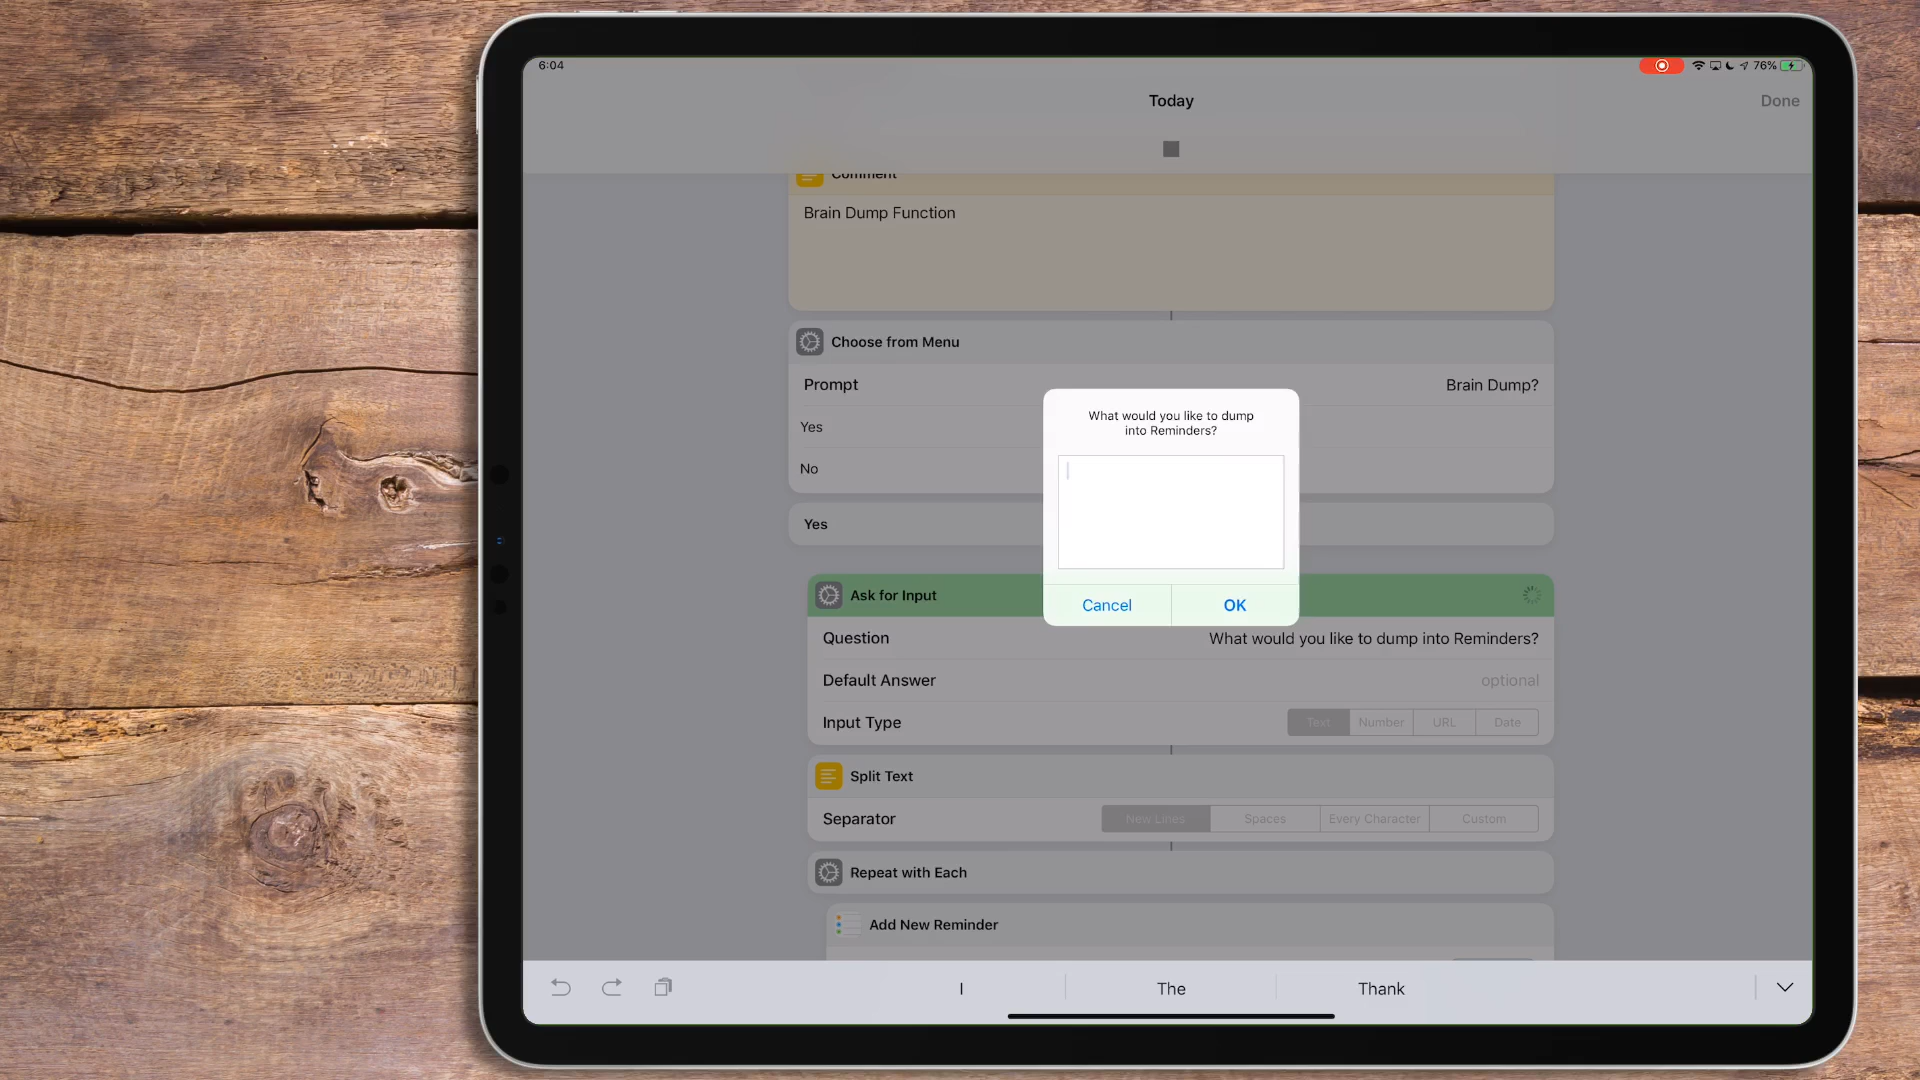 6:04
76%
Today
Done
Comment
Brain Dump Function
Choose from Menu
Prompt
Brain Dump?
Yes
No
Yes
What would you like to dump
into Reminders?
Cancel
OK
Ask for Input
Question
What would you like to dump into Reminders?
Default Answer
optional
Input Type
Text
Number
URL
Date
Split Text
Separator
New Lines
Spaces
Every Character
Custom
Repeat with Each
Add New Reminder
I
The
Thank